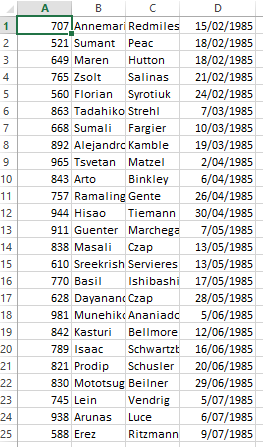 A B C D
1 707 Annemari Redmiles 15/02/1985
2 521 Sumant Peac 18/02/1985
3 649 Maren Hutton 18/02/1985
4 765 Zsolt Salinas 21/02/1985
5 560 Florian Syrotiuk 24/02/1985
6 863 Tadahiko Strehl 7/03/1985
7 668 Sumali Fargier 10/03/1985
8 892 Alejandro Kamble 19/03/1985
9 965 Tsvetan Matzel 2/04/1985
10 843 Arto Binkley 6/04/1985
11 757 Ramaling Gente 26/04/1985
12 944 Hisao Tiemann 30/04/1985
13 911 Guenter Marchega 7/05/1985
14 838 Masali Czap 13/05/1985
15 610 Sreekrish Servieres 13/05/1985
16 770 Basil Ishibashi 17/05/1985
17 628 Dayanand Czap 28/05/1985
18 981 Munehiko Ananiado 5/06/1985
19 842 Kasturi Bellmore 12/06/1985
20 789 Isaac Schwartzb 16/06/1985
21 821 Prodip Schusler 20/06/1985
22 830 Mototsug Beilner 29/06/1985
23 745 Lein Vendrig 5/07/1985
24 938 Arunas Luce 6/07/1985
25 588 Erez Ritzmann 9/07/1985